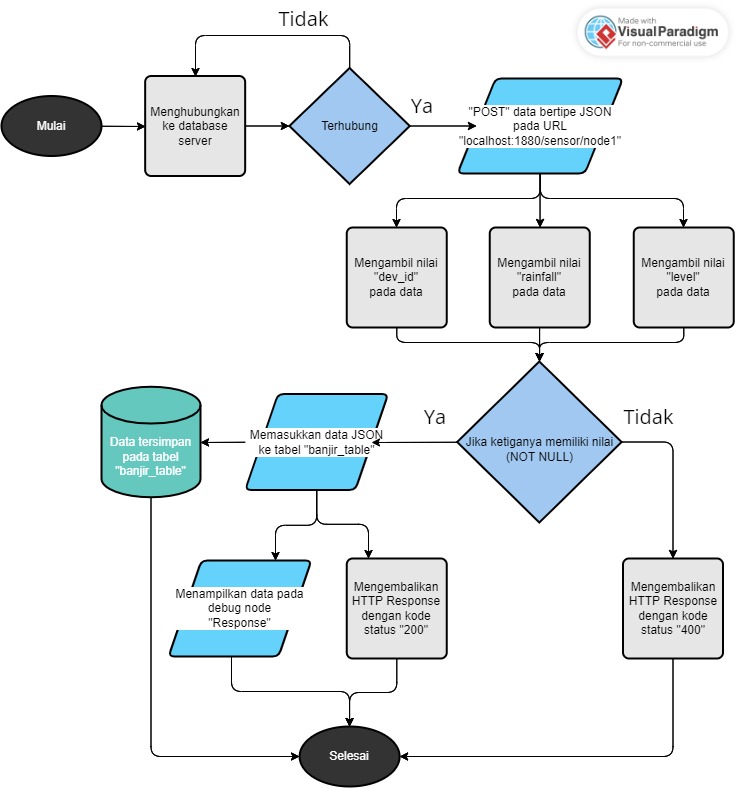 Tidak
Made with
VisualParadigm
For non-commercial use
Mulai
Menghubungkan
ke database
server
Terhubung
Ya
"POST" data bertipe JSON
pada URL
"localhost:1880/sensor/node1"
Mengambil nilai
"dev_id"
pada data
Mengambil nilai
"rainfall"
pada data
Mengambil nilai
"level"
pada data
Jika ketiganya memiliki nilai
(NOT NULL)
Ya
Tidak
Memasukkan data JSON
ke tabel "banjir_table"
Data tersimpan
pada tabel
"banjir_table"
Menampilkan data pada
debug node
"Response"
Mengembalikan
HTTP Response
dengan kode
status "200"
Mengembalikan
HTTP Response
dengan kode
status "400"
Selesai